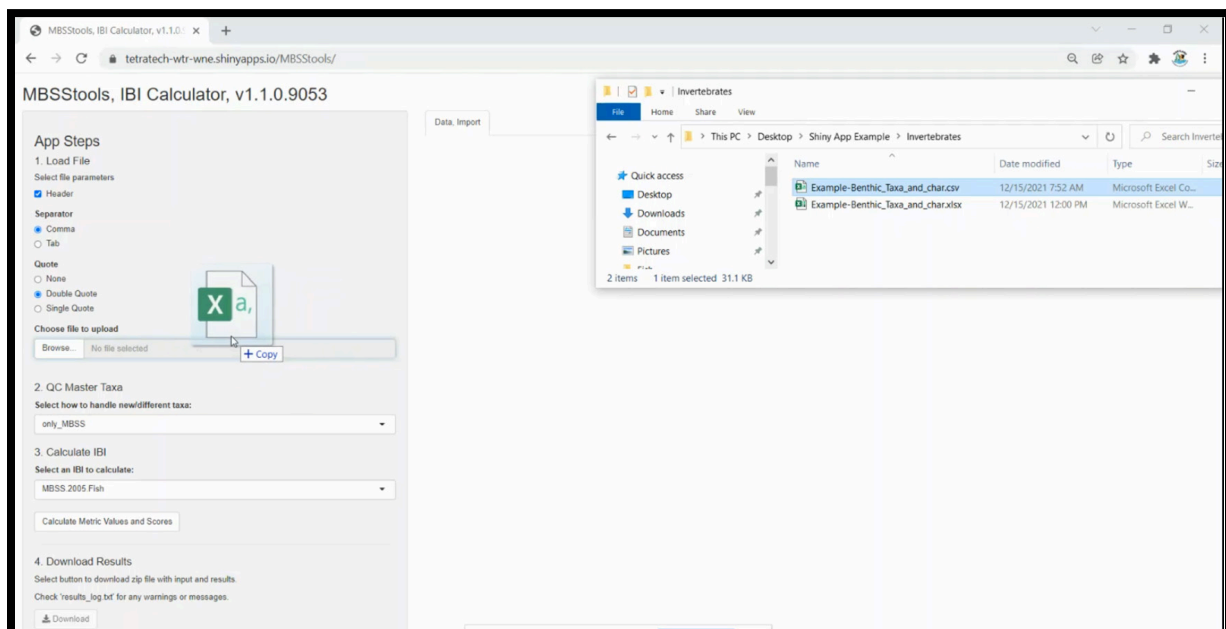 MBSStools, IBI Calculator, v1.1.0.
tetratech-wtr-wne.shinyapps.io/MBSStools/
MBSStools, IBI Calculator, v1.1.0.9053
App Steps
1. Load File
Select file parameters
Header
Separator
Comma
Tab
Quote
None
Double Quote
Single Quote
Choose file to upload
Browse... No file selected
X a,
+ Copy
2. QC Master Taxa
Select how to handle new/different taxa:
only_MBSS
3. Calculate IBI
Select an IBI to calculate:
MBSS.2005.Fish
Calculate Metric Values and Scores
4. Download Results
Select button to download zip file with input and results.
Check 'results_log.txt' for any warnings or messages.
Download
Data, Import
Invertebrates
File Home Share View
This PC > Desktop > Shiny App Example > Invertebrates
Search Inverte
Name Date modified Type Size
Quick access
Desktop
Downloads
Documents
Pictures
Fish
Example-Benthic_Taxa_and_char.csv 12/15/2021 7:52 AM Microsoft Excel Co...
Example-Benthic_Taxa_and_char.xlsx 12/15/2021 12:00 PM Microsoft Excel W...
2 items 1 item selected 31.1 KB